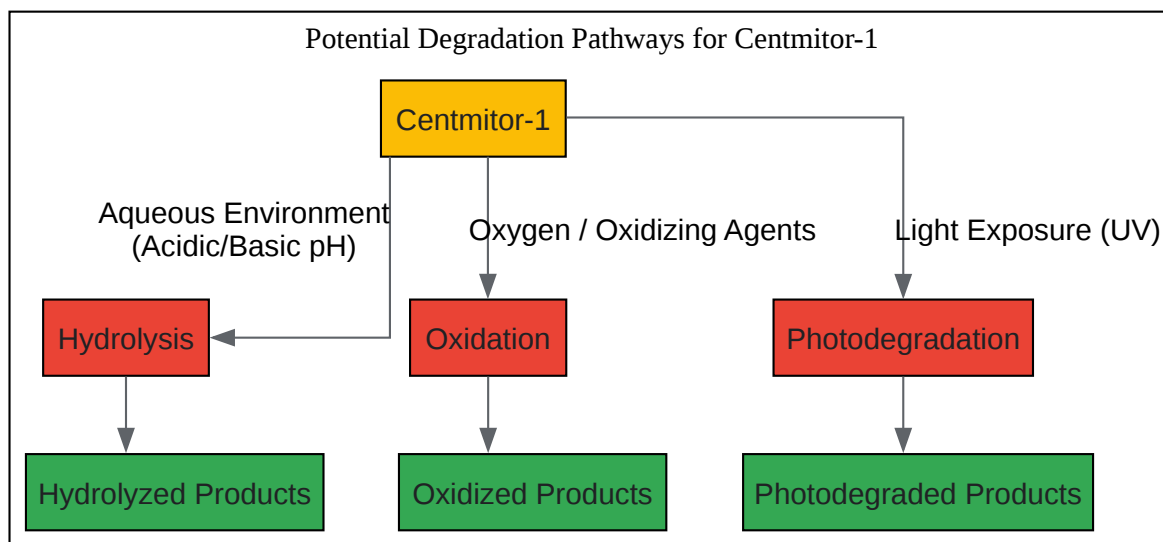 Potential Degradation Pathways for Centmitor-1
Centmitor-1
Aqueous Environment
(Acidic/Basic pH)
Oxygen / Oxidizing Agents
Light Exposure (UV)
Hydrolysis
Oxidation
Photodegradation
Hydrolyzed Products
Oxidized Products
Photodegraded Products